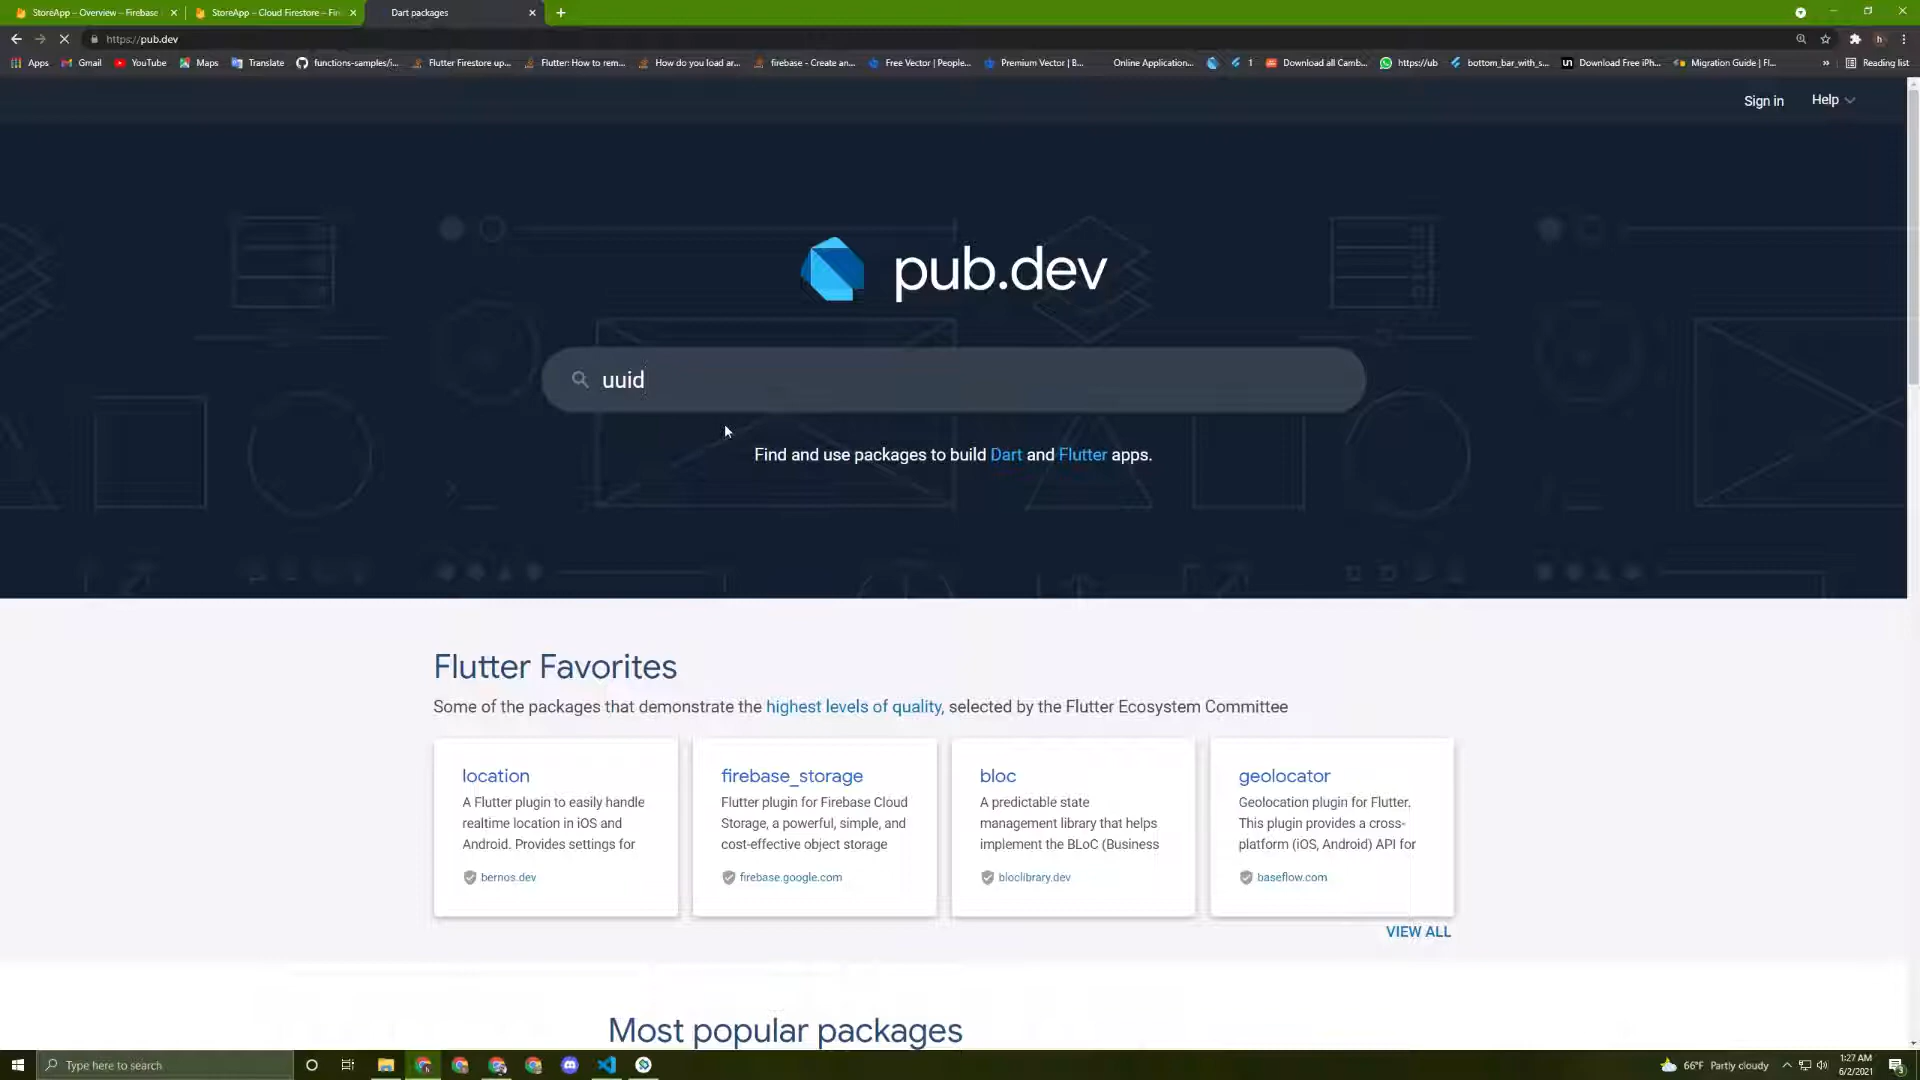 StoreApp – Overview – Firebase
StoreApp – Cloud Firestore – Fir
Dart packages
https://pub.dev
Apps
Gmail
YouTube
Maps
Translate
functions-samples/i...
Flutter Firestore up...
Flutter: How to rem...
How do you load ar...
firebase - Create an...
Free Vector | People...
Premium Vector | B...
Online Application...
1
Download all Camb...
https://ub
bottom_bar_with_s...
un
Download Free iPh...
Migration Guide | Fl...
»
Reading list
Sign in
Help
pub.dev
uuid
Find and use packages to build Dart and Flutter apps.
Flutter Favorites
Some of the packages that demonstrate the highest levels of quality, selected by the Flutter Ecosystem Committee
location
A Flutter plugin to easily handle
realtime location in iOS and
Android. Provides settings for
bernos.dev
firebase_storage
Flutter plugin for Firebase Cloud
Storage, a powerful, simple, and
cost-effective object storage
firebase.google.com
bloc
A predictable state
management library that helps
implement the BLoC (Business
bloclibrary.dev
geolocator
Geolocation plugin for Flutter.
This plugin provides a cross-
platform (iOS, Android) API for
baseflow.com
VIEW ALL
Most popular packages
Type here to search
66°F Partly cloudy
1:27 AM
6/2/2021